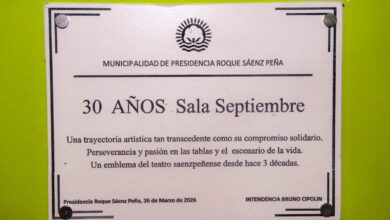 MUNICIPALIDAD DE PRESIDENCIA ROQUE SÁENZ PEÑA
30 AÑOS Sala Septiembre
Una trayectoria artística tan transcedente como su compromiso solidario.
Perseverancia y pasión en las tablas y el escenario de la vida.
Un emblema del teatro saenzpeñense desde hace 3 décadas.
Presidencia Roque Sáenz Peña, 26 de Marzo de 2026
INTENDENCIA BRUNO CIPOLIN